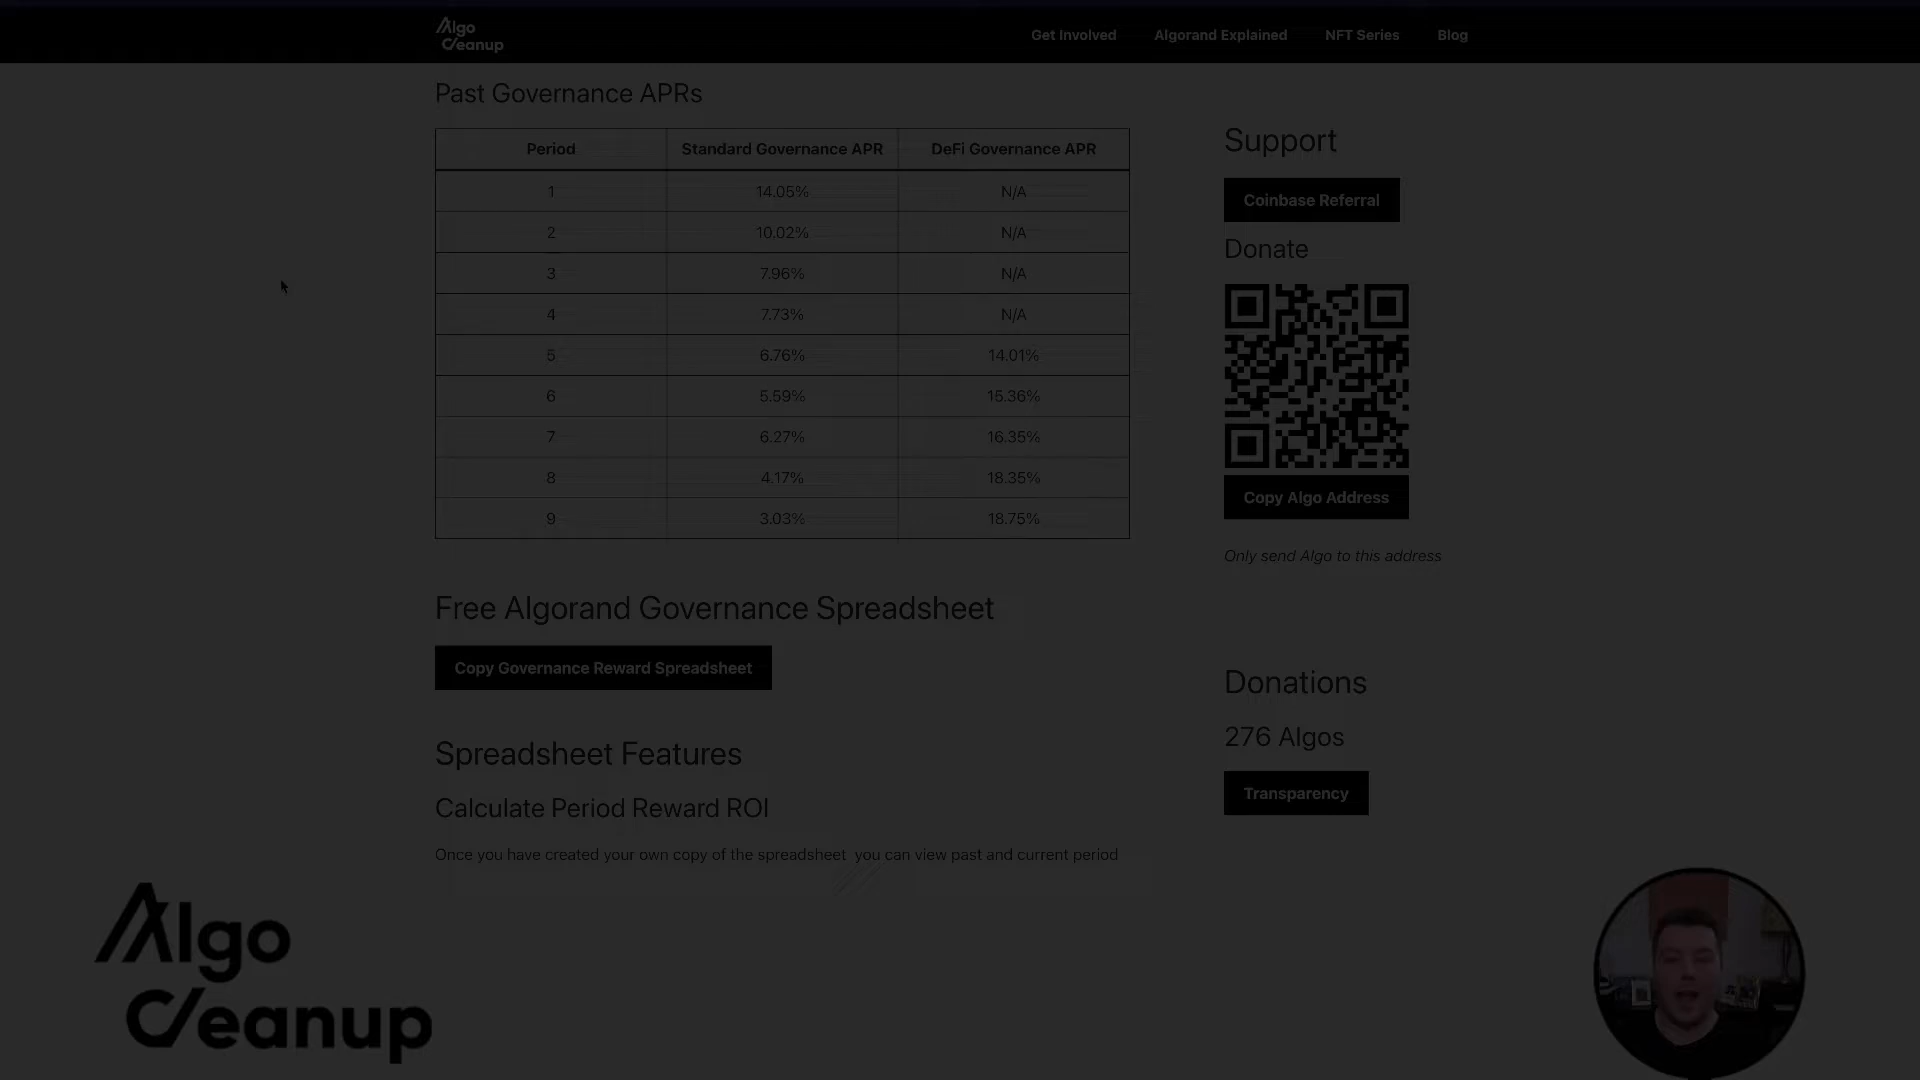 Algo
Cleanup
Get Involved
Algorand Explained
NFT Series
Blog
Past Governance APRs
Period Standard Governance APR DeFi Governance APR
1 14.05% N/A
2 10.02% N/A
3 7.96% N/A
4 7.73% N/A
5 6.76% 14.01%
6 5.59% 15.36%
7 6.27% 16.35%
8 4.17% 18.35%
9 3.03% 18.75%
Free Algorand Governance Spreadsheet
Copy Governance Reward Spreadsheet
Spreadsheet Features
Calculate Period Reward ROI
Once you have created your own copy of the spreadsheet you can view past and current period
Support
Coinbase Referral
Donate
Copy Algo Address
Only send Algo to this address
Donations
276 Algos
Transparency
Algo
Cleanup